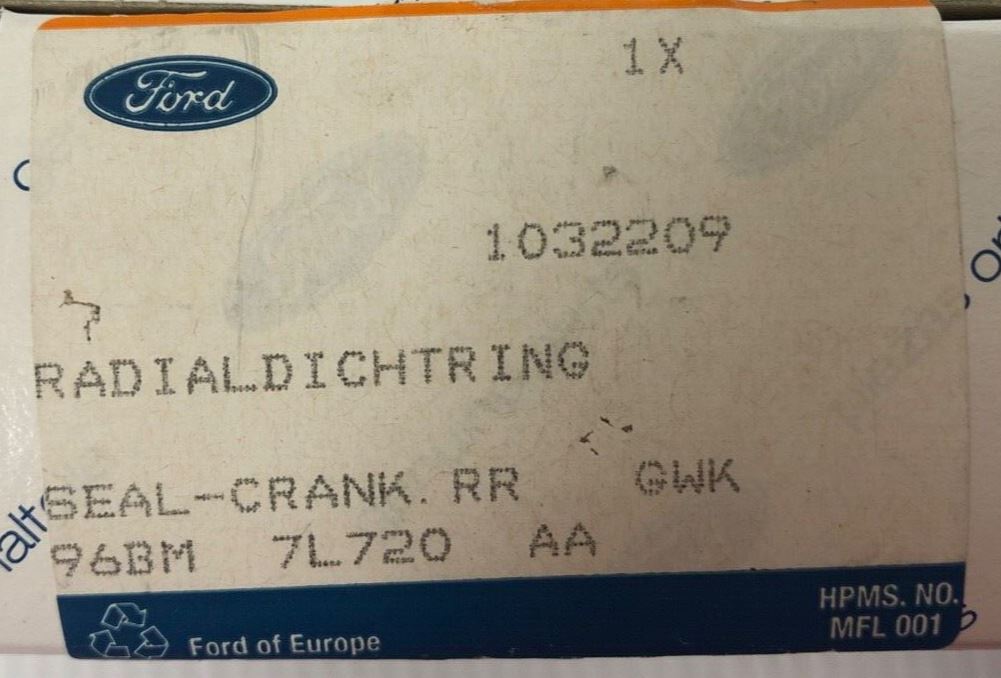 Ford
1X
1032209
RADIALDICHTRING
SEAL-CRANK. RR GWK
96BM 7L720 AA
Ford of Europe
HPMS. NO.
MFL 001